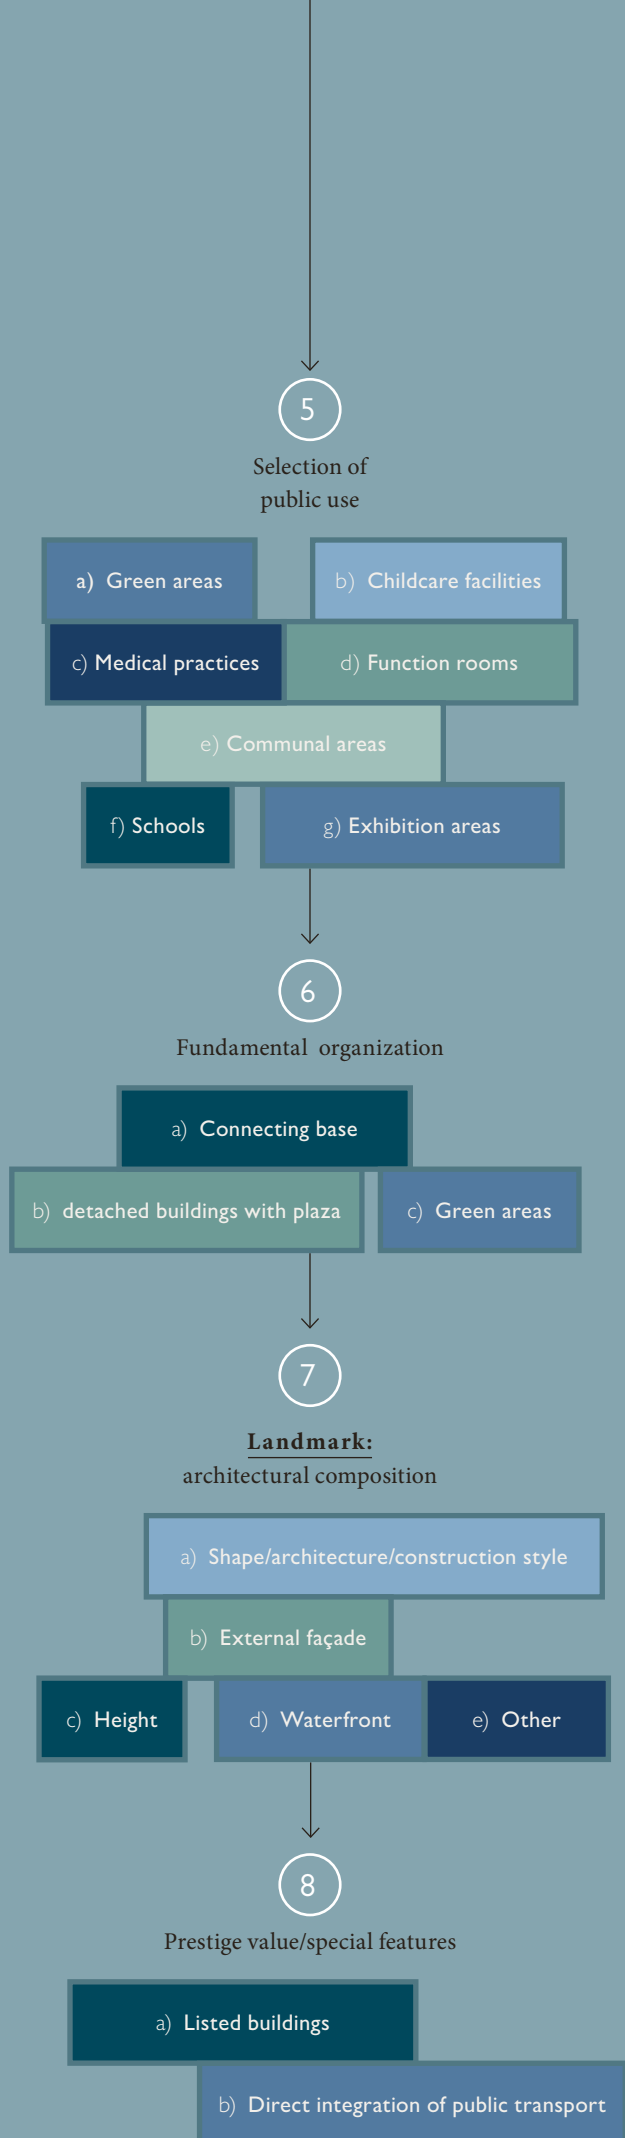 5
Selection of
public use
a) Green areas
b) Childcare facilities
c) Medical practices
d) Function rooms
e) Communal areas
f) Schools
g) Exhibition areas
6
Fundamental organization
a) Connecting base
b) detached buildings with plaza
c) Green areas
7
Landmark:
architectural composition
a) Shape/architecture/construction style
b) External façade
c) Height
d) Waterfront
e) Other
8
Prestige value/special features
a) Listed buildings
b) Direct integration of public transport